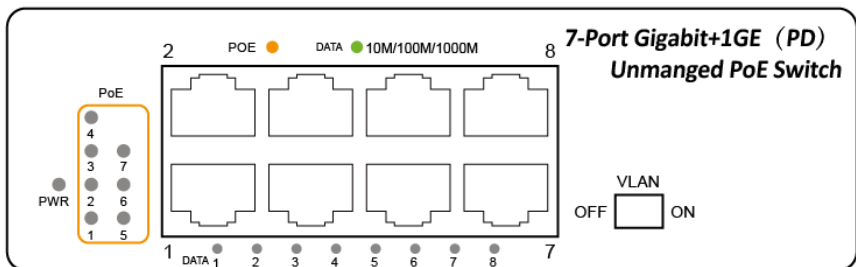 2 POE DATA 10M/100M/1000M 8
7-Port Gigabit+1GE（PD）
Unmanged PoE Switch
PoE
4
3 7
PWR 2 6
1 5
VLAN
OFF ON
1 7
DATA 1 2 3 4 5 6 7 8